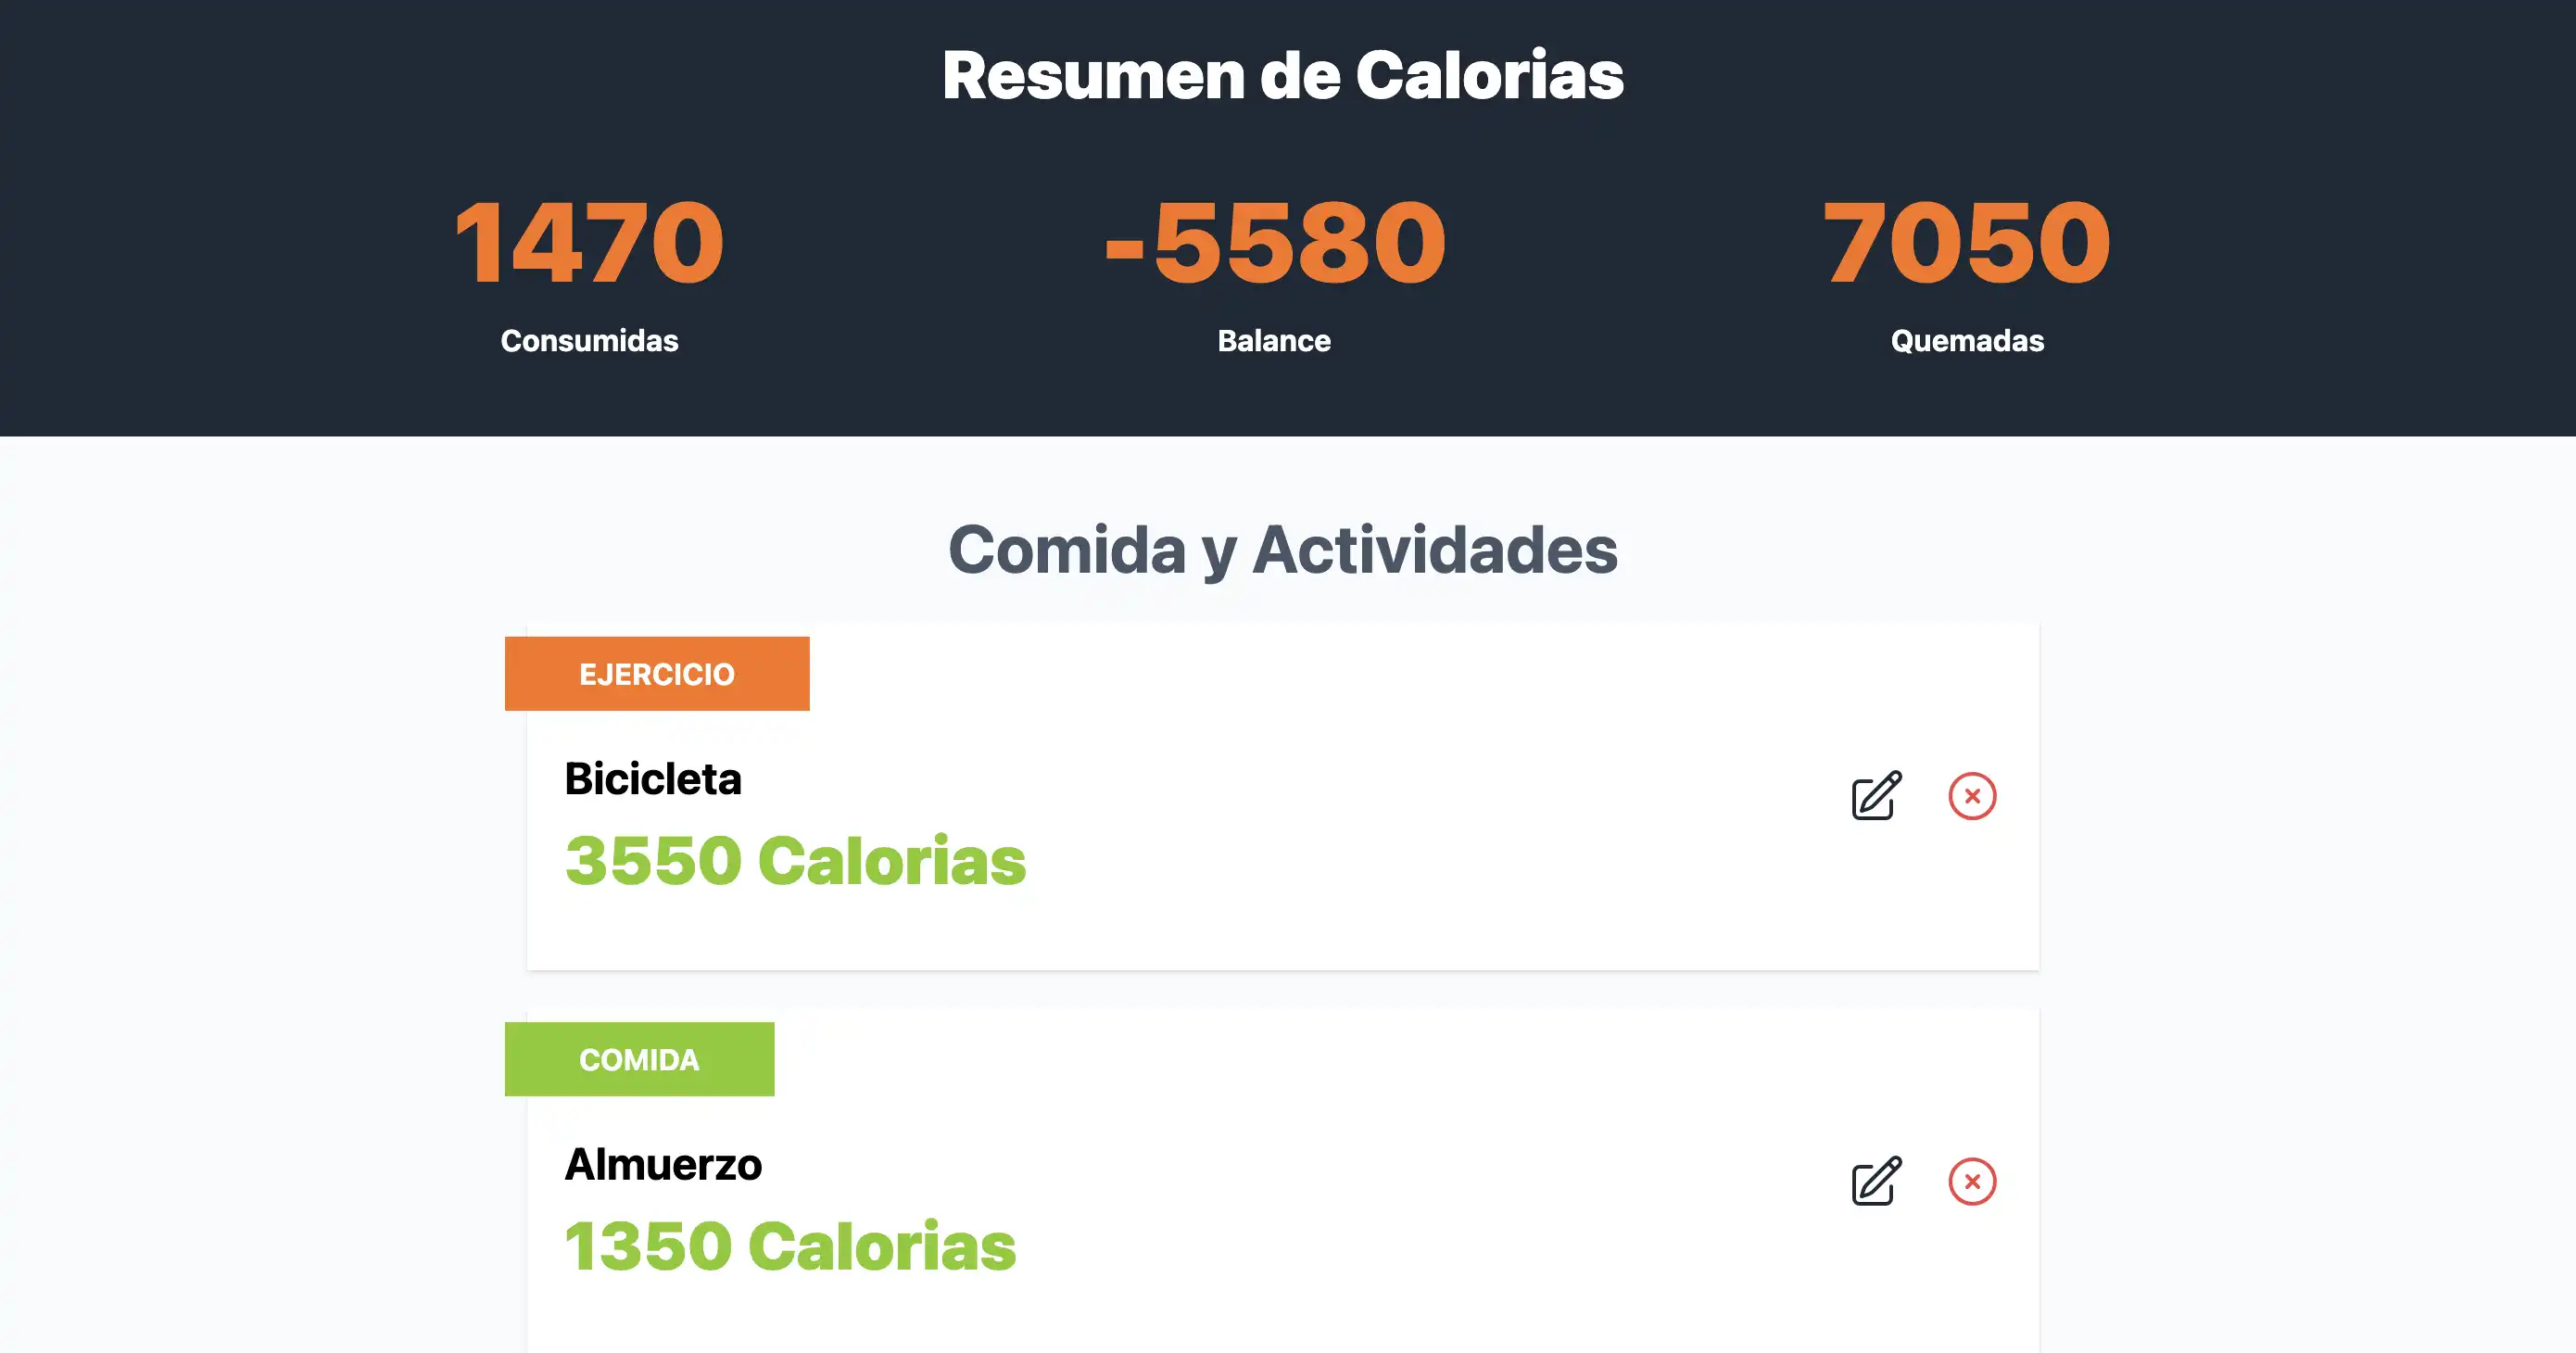 Resumen de Calorias
1470
-5580
7050
Consumidas
Balance
Quemadas
Comida y Actividades
EJERCICIO
Bicicleta
3550 Calorias
COMIDA
Almuerzo
1350 Calorias